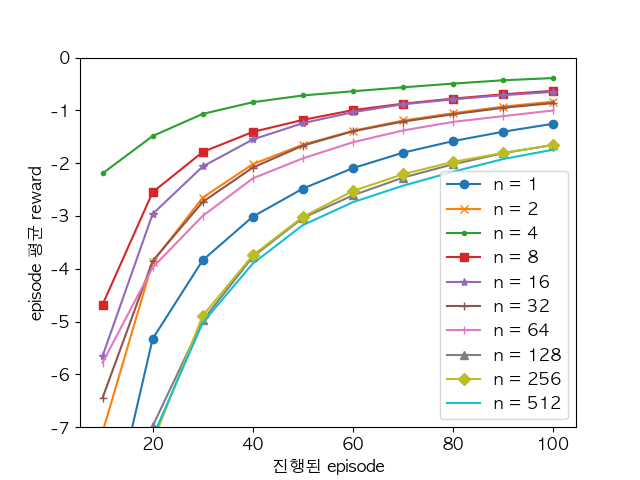 0
-1
-2
-3
-4
-5
-6
-7
episode 평균 reward
20
40
60
80
100
진행된 episode
n = 1
n = 2
n = 4
n = 8
n = 16
n = 32
n = 64
n = 128
n = 256
n = 512